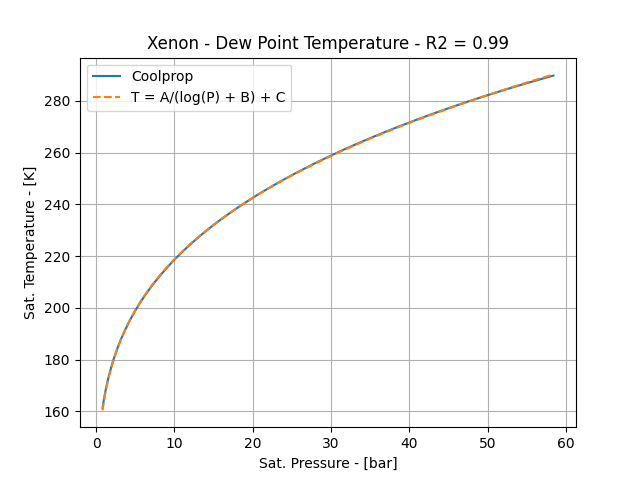 Xenon - Dew Point Temperature - R2 = 0.99
Coolprop
T = A/(log(P) + B) + C
Sat. Temperature - [K]
280
260
240
220
200
180
160
0 10 20 30 40 50 60
Sat. Pressure - [bar]